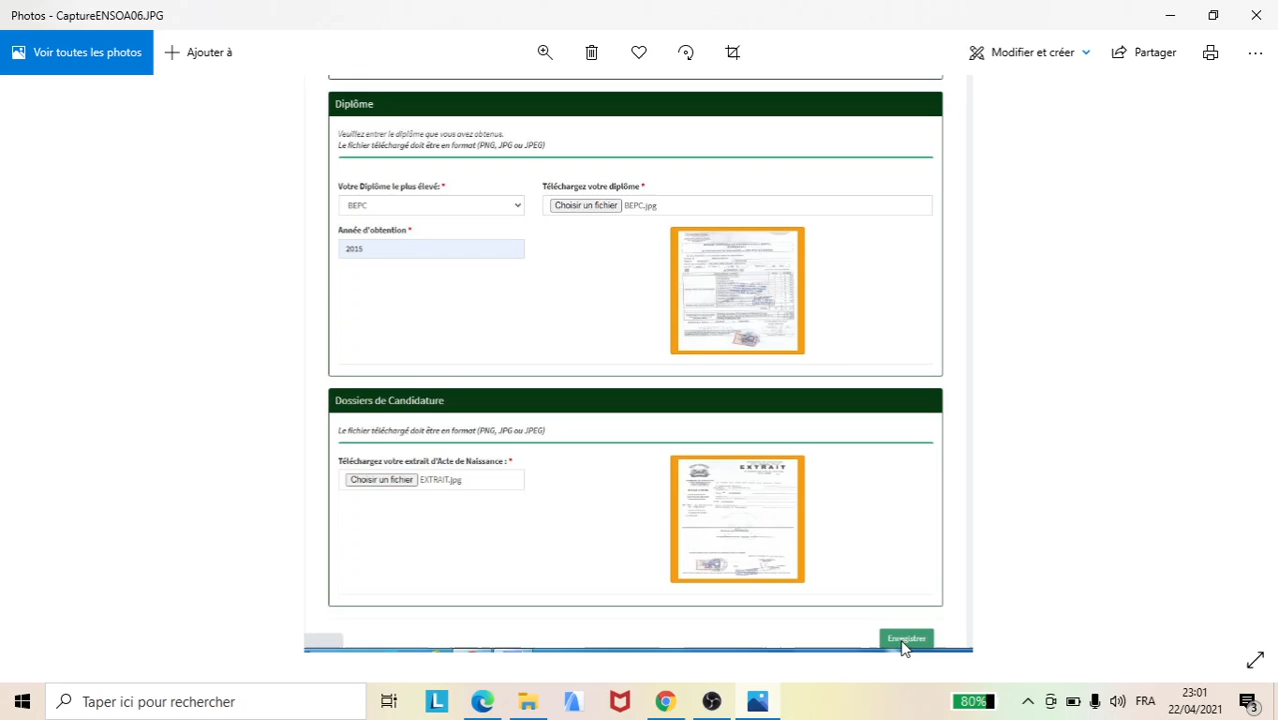 Photos - CaptureENSOA06.JPG
Voir toutes les photos
Ajouter à
Modifier et créer
Partager
Diplôme
Veuillez entrer le diplôme que vous avez obtenus.
Le fichier téléchargé doit être en format (PNG, JPG ou JPEG)
Votre Diplôme le plus élevé: *
Téléchargez votre diplôme *
BEPC
Choisir un fichier BEPC.jpg
Année d'obtention *
2015
Dossiers de Candidature
Le fichier téléchargé doit être en format (PNG, JPG ou JPEG)
Téléchargez votre extrait d'Acte de Naissance : *
Choisir un fichier EXTRAIT.jpg
EXTRAIT
Enregistrer
Taper ici pour rechercher
L
80%
FRA
23:01
22/04/2021
3